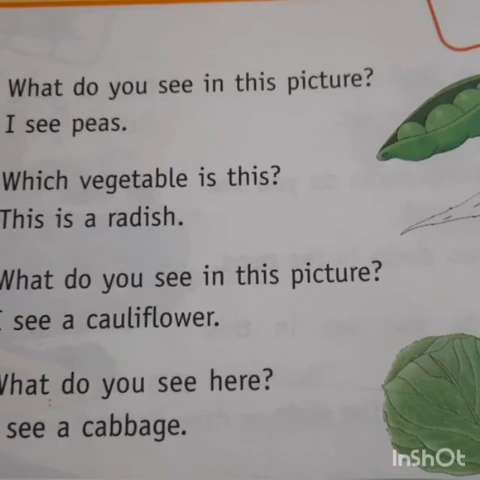 What do you see in this picture?
I see peas.
Which vegetable is this?
This is a radish.
What do you see in this picture?
I see a cauliflower.
What do you see here?
see a cabbage.
InShOt